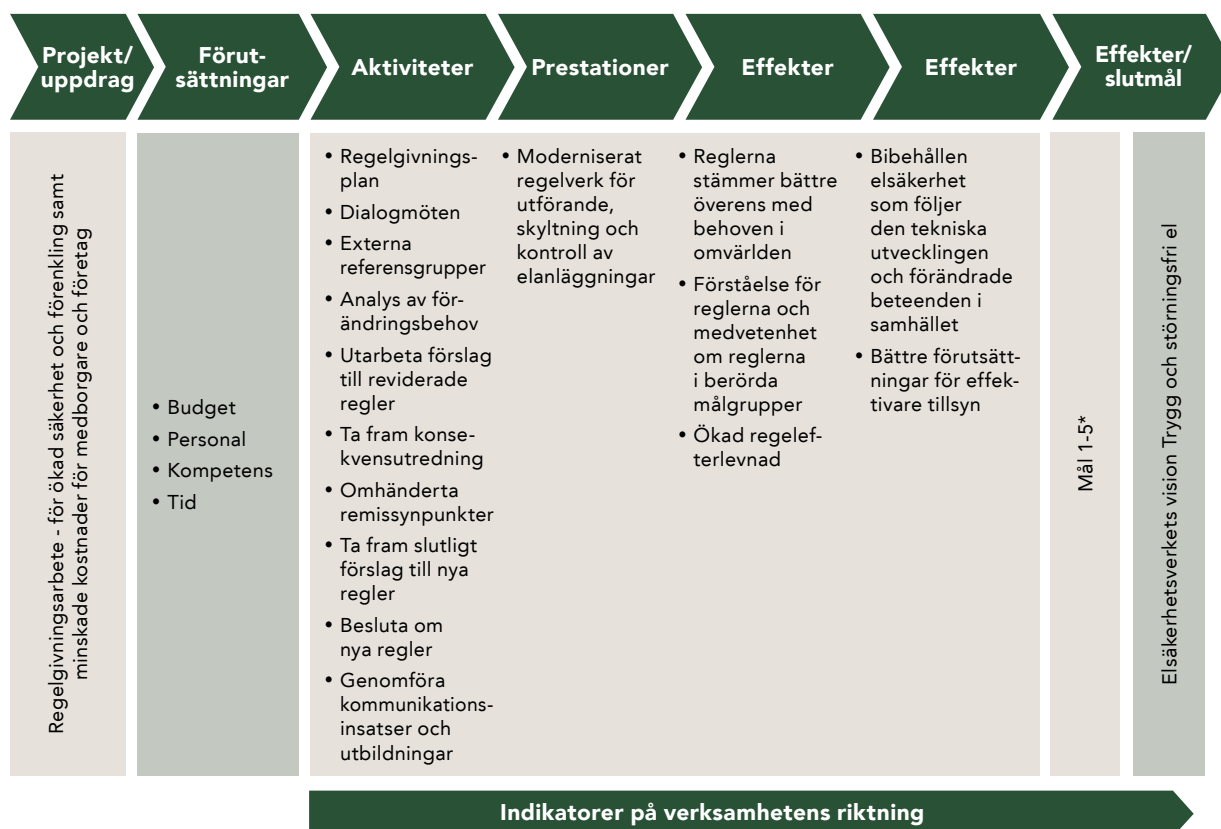 Projekt/
uppdrag
Förut-
sättningar
Aktiviteter
Prestationer
Effekter
Effekter
Effekter/
slutmål
Regelgivningsarbete - för ökad säkerhet och förenkling samt
minskade kostnader för medborgare och företag
• Budget
• Personal
• Kompetens
• Tid
• Regelgivnings-
plan
• Dialogmöten
• Externa
referensgrupper
• Analys av för-
ändringsbehov
• Utarbeta förslag
till reviderade
regler
• Ta fram konse-
kvensutredning
• Omhänderta
remissynpunkter
• Ta fram slutligt
förslag till nya
regler
• Besluta om
nya regler
• Genomföra
kommunikations-
insatser och
utbildningar
• Moderniserat
regelverk för
utförande,
skyltning och
kontroll av
elanläggningar
• Reglerna
stämmer bättre
överens med
behoven i
omvärlden
• Förståelse för
reglerna och
medvetenhet
om reglerna
i berörda
målgrupper
• Ökad regelef-
terlevnad
• Bibehållen
elsäkerhet
som följer
den tekniska
utvecklingen
och förändrade
beteenden i
samhället
• Bättre förutsätt-
ningar för effek-
tivare tillsyn
Mål 1-5*
Elsäkerhetsverkets vision Trygg och störningsfri el
Indikatorer på verksamhetens riktning